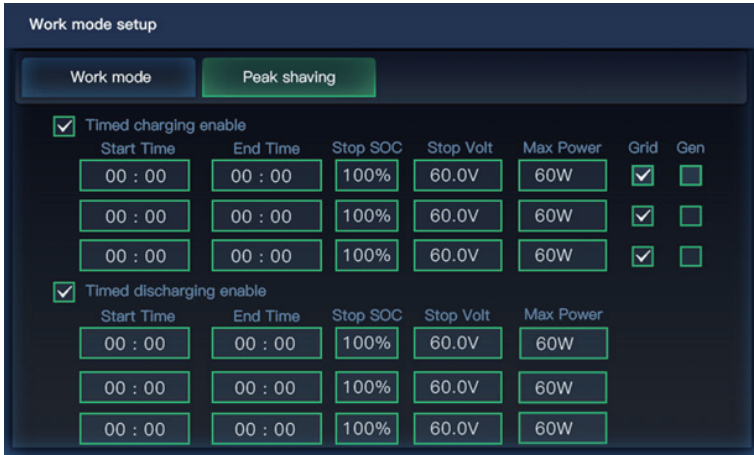 Work mode setup
Work mode Peak shaving
Timed charging enable
Start Time End Time Stop SOC Stop Volt Max Power Grid Gen
00 : 00 00 : 00 100% 60.0V 60W
00 : 00 00 : 00 100% 60.0V 60W
00 : 00 00 : 00 100% 60.0V 60W
Timed discharging enable
Start Time End Time Stop SOC Stop Volt Max Power
00 : 00 00 : 00 100% 60.0V 60W
00 : 00 00 : 00 100% 60.0V 60W
00 : 00 00 : 00 100% 60.0V 60W